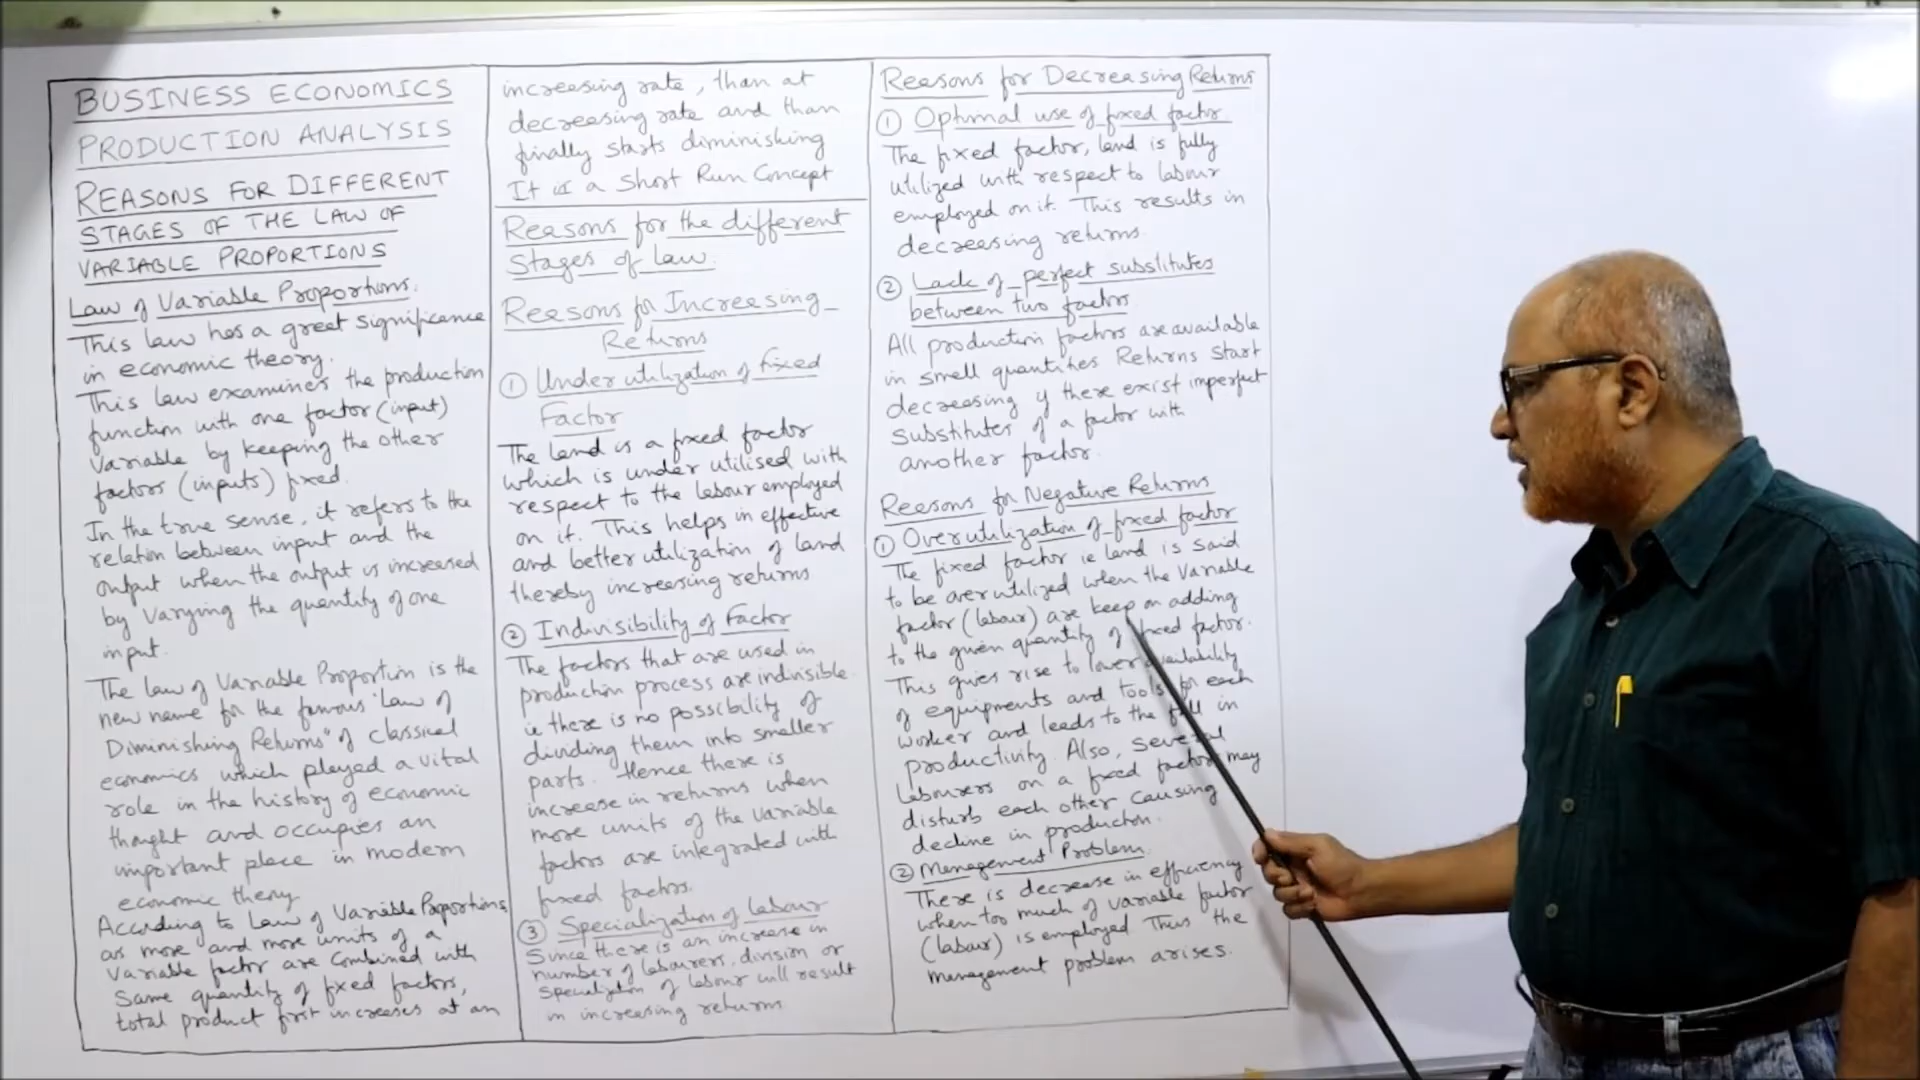 BUSINESS ECONOMICS
PRODUCTION ANALYSIS
REASONS FOR DIFFERENT
STAGES OF THE LAW OF
VARIABLE PROPORTIONS
Law of Variable Proportions.
This law has a great significance
in economic theory.
This law examines the production
function with one factor (input)
variable by keeping the other
factors (inputs) fixed.
In the true sense, it refers to the
relation between input and the
output when the output is increased
by varying the quantity of one
input.
The law of Variable Proportion is the
new name for the famous "Law of
Diminishing Returns" of classical
economics which played a vital
role in the history of economic
thought and occupies an
important place in modern
economic theory
According to Law of Variable Proportions,
as more and more units of a
variable factor are combined with
same quantity of fixed factors,
total product first increases at an
increasing rate, than at
decreasing rate and than
finally starts diminishing
It is a Short Run Concept
Reasons for the different
Stages of law.
Reasons for Increasing
Returns
① Under utilization of Fixed
Factor
The land is a fixed factor
which is under utilised with
respect to the labour employed
on it. This helps in effective
and better utilization of land
thereby increasing returns
② Indivisibility of Factor
The factors that are used in
production process are indivisible
ie there is no possibility of
dividing them into smaller
parts. Hence there is
increase in returns when
more units of the variable
factors are integrated with
fixed factors.
③ Specialization of labour
Since there is an increase in
number of labourers, division or
specialization of labour will result
in increasing returns
Reasons for Decreasing Returns
① Optimal use of fixed factor
The fixed factor, land is fully
utilized with respect to labour
employed on it. This results in
decreasing returns.
② Lack of perfect substitutes
between two factors
All production factors are available
in small quantities Returns start
decreasing if there exist imperfect
substitutes of a factor with
another factor.
Reasons for Negative Returns
① Over utilization of fixed factor
The fixed factor ie land is said
to be over utilized when the variable
factor (labour) are keep on adding
to the given quantity of fixed factor.
This gives rise to lower availability
of equipments and tools for each
worker and leads to the fall in
productivity. Also, several
labourers on a fixed factor may
disturb each other causing
decline in production.
② Management Problem
There is decrease in efficiency
when too much of variable factor
(labour) is employed Thus the
management problem arises.